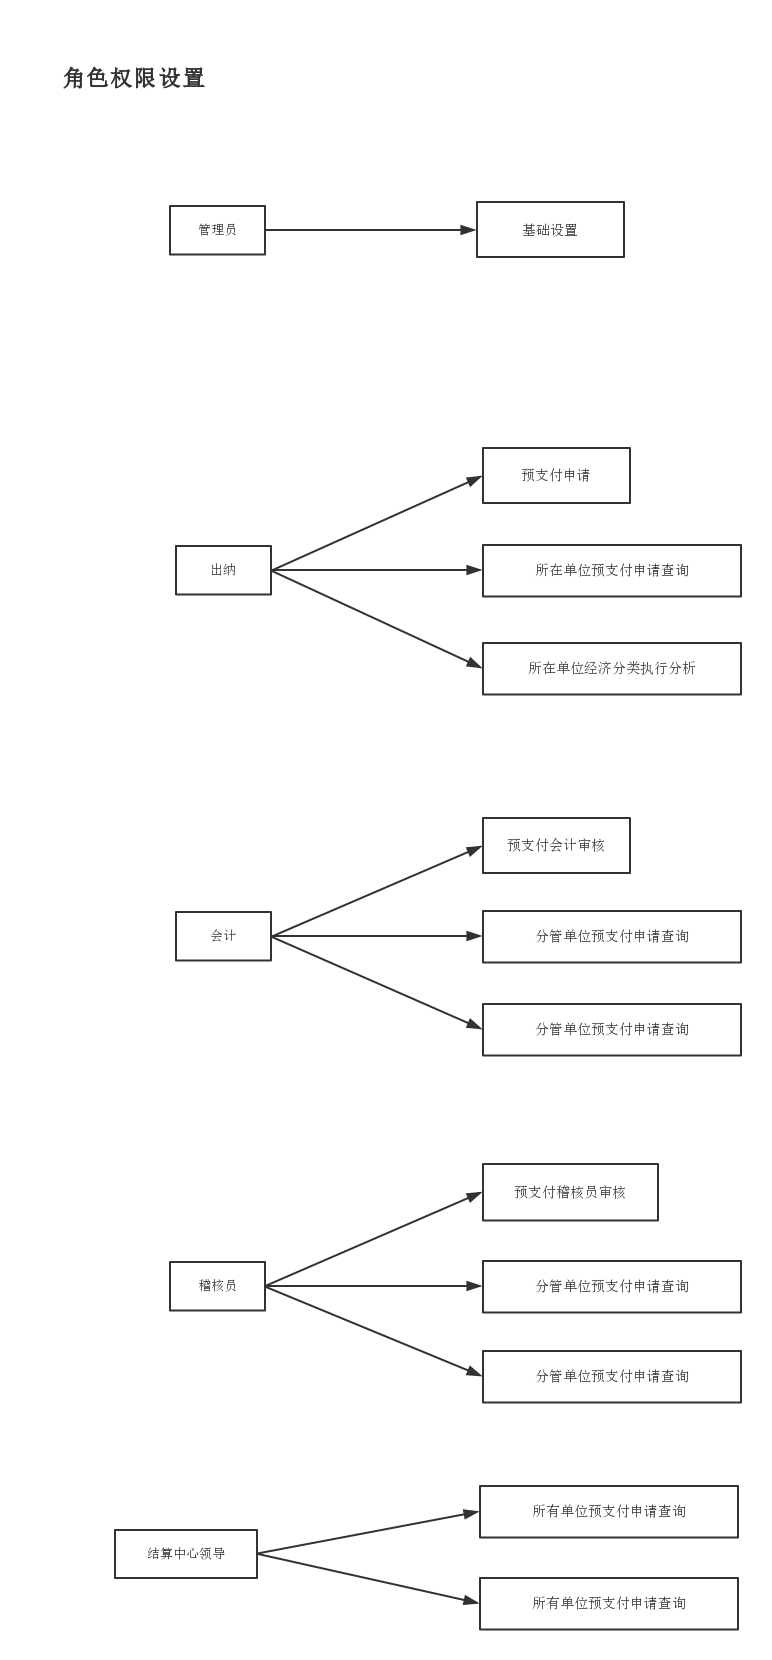 角色权限设置
管理员
基础设置
出纳
预支付申请
所在单位预支付申请查询
所在单位经济分类执行分析
会计
预支付会计审核
分管单位预支付申请查询
分管单位预支付申请查询
稽核员
预支付稽核员审核
分管单位预支付申请查询
分管单位预支付申请查询
结算中心领导
所有单位预支付申请查询
所有单位预支付申请查询